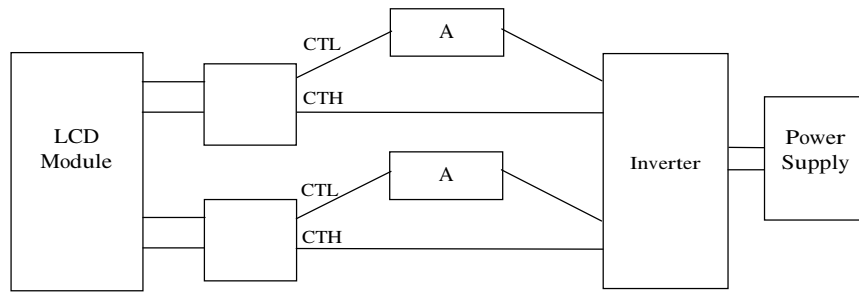 CTL
A
CTH
LCD
Module
Inverter
Power
Supply
CTL
A
CTH